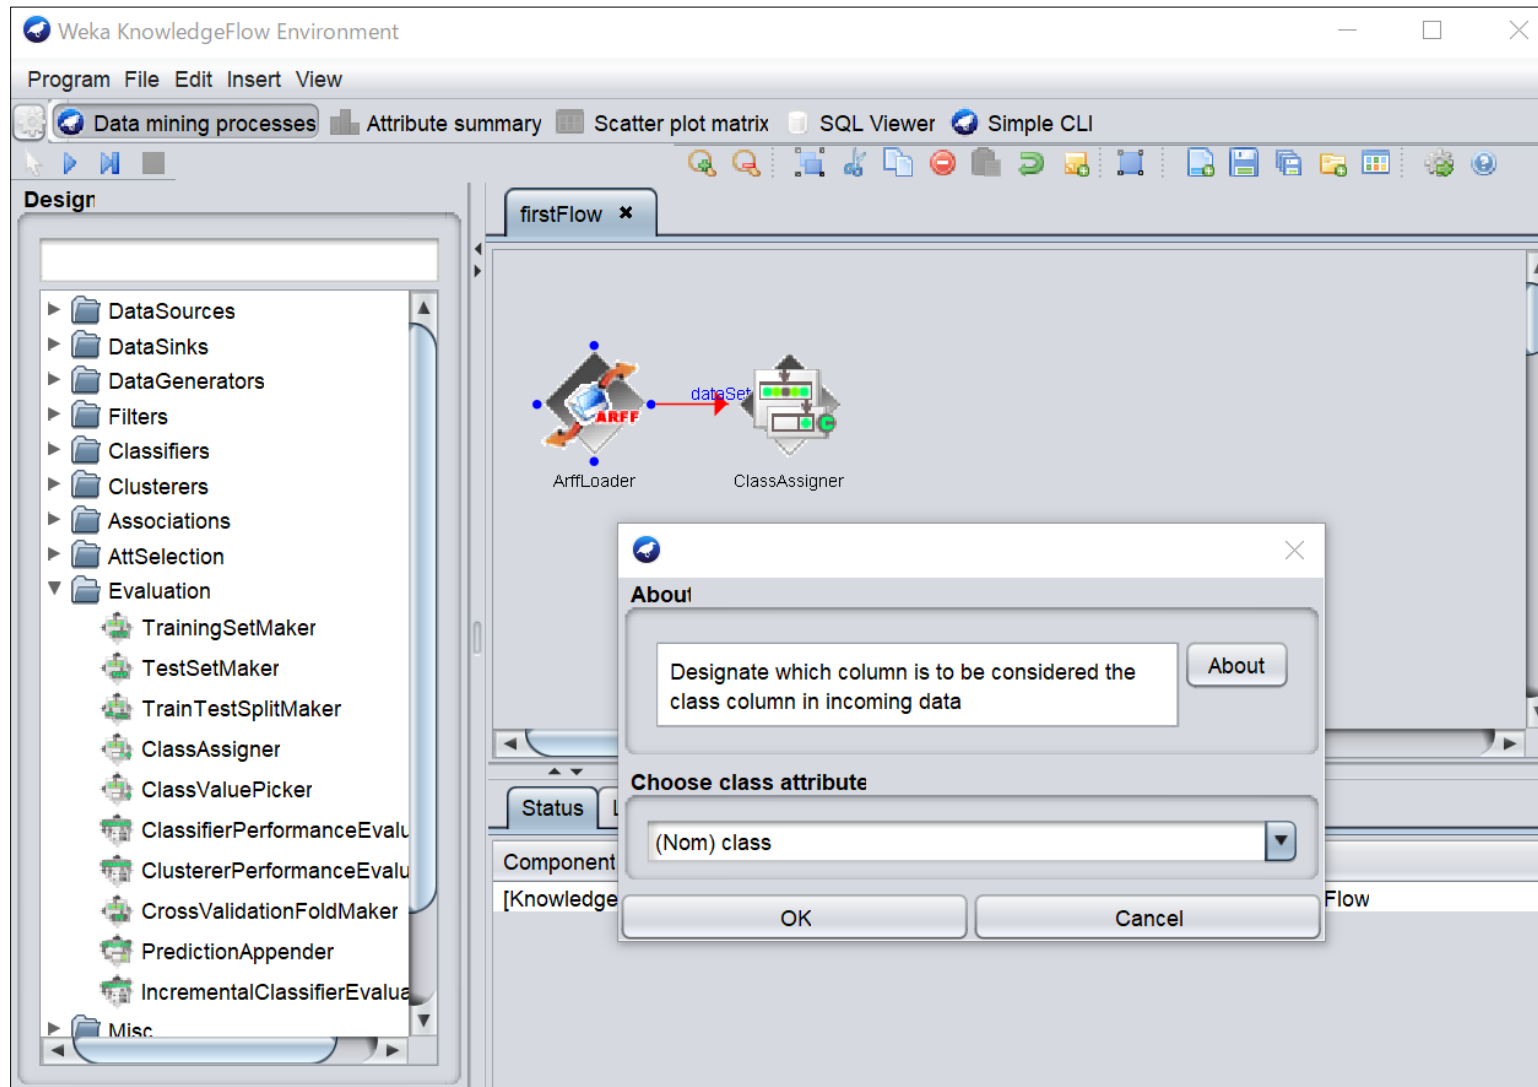 Weka KnowledgeFlow Environment
Program File Edit Insert View
Data mining processes Attribute summary Scatter plot matrix SQL Viewer Simple CLI
Design
firstFlow
DataSources
DataSinks
DataGenerators
Filters
Classifiers
Clusterers
Associations
AttSelection
Evaluation
TrainingSetMaker
TestSetMaker
TrainTestSplitMaker
ClassAssigner
ClassValuePicker
ClassifierPerformanceEvalu
ClustererPerformanceEvalu
CrossValidationFoldMaker
PredictionAppender
IncrementalClassifierEvalua
Misc
dataSet
ARFF
ArffLoader
ClassAssigner
About
Designate which column is to be considered the
class column in incoming data
About
Choose class attribute
(Nom) class
OK
Cancel
Status
Component
[Knowledge
Flow